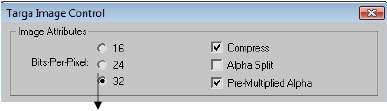 Targa Image Control
Image Attributes
16 Compress
Bits-Per-Pixel: 24 Alpha Split
32 Pre-Multiplied Alpha